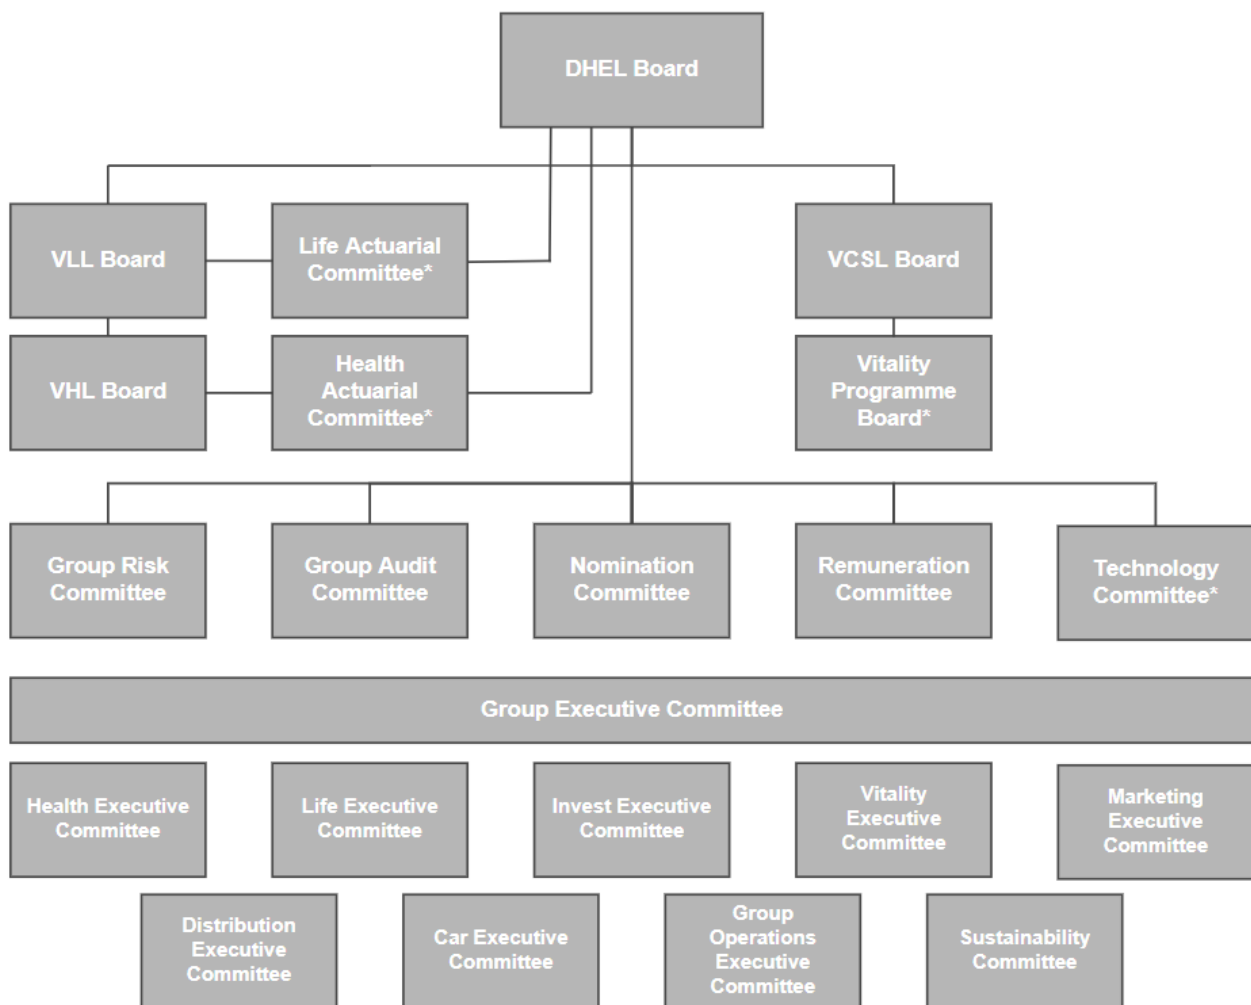 DHEL Board
VLL Board
Life Actuarial
Committee*
VCSL Board
VHL Board
Health
Actuarial
Committee*
Vitality
Programme
Board*
Group Risk
Committee
Group Audit
Committee
Nomination
Committee
Remuneration
Committee
Technology
Committee*
Group Executive Committee
Health Executive
Committee
Life Executive
Committee
Invest Executive
Committee
Vitality
Executive
Committee
Marketing
Executive
Committee
Distribution
Executive
Committee
Car Executive
Committee
Group
Operations
Executive
Committee
Sustainability
Committee